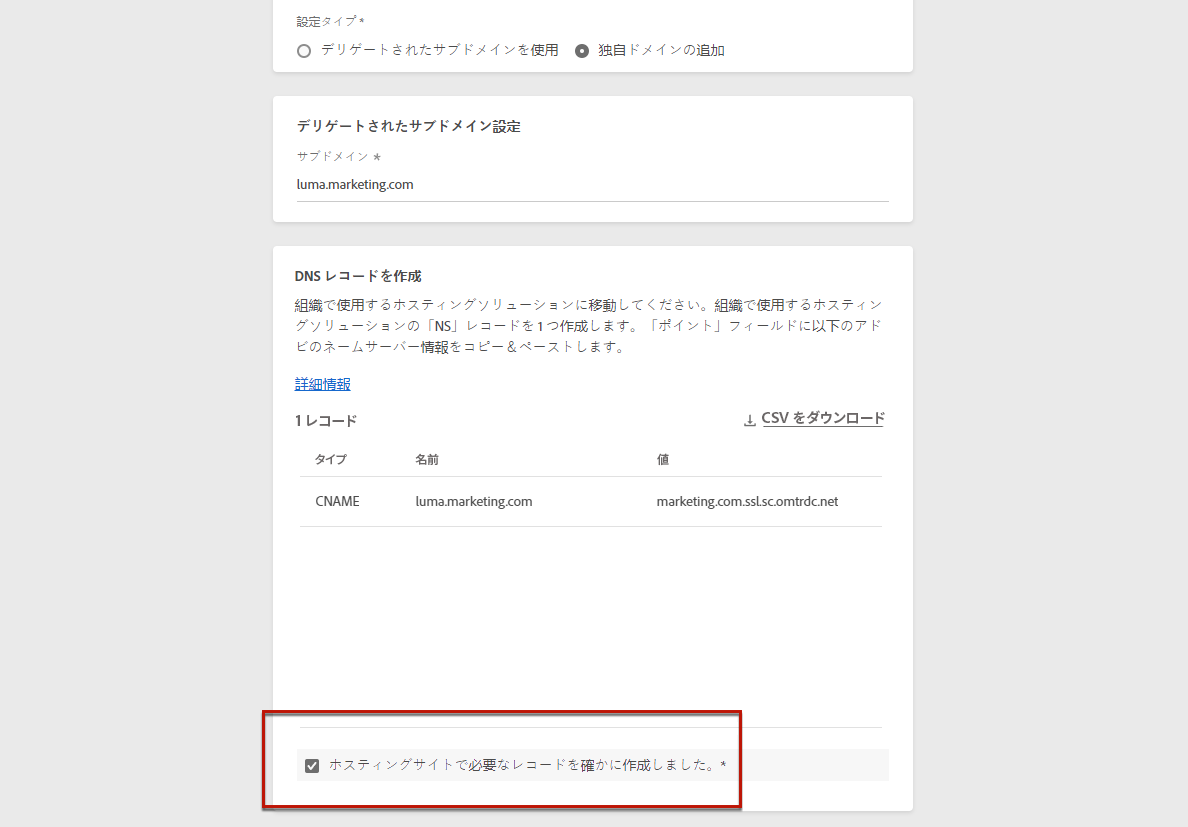 設定タイプ *
デリゲートされたサブドメインを使用 独自ドメインの追加
デリゲートされたサブドメイン設定
サブドメイン *
luma.marketing.com
DNS レコードを作成
組織で使用するホスティングソリューションに移動してください。組織で使用するホスティ
ングソリューションの「NS」レコードを 1 つ作成します。「ポイント」フィールドに以下のアド
ビのネームサーバー情報をコピー＆ペーストします。
詳細情報
1 レコード CSV をダウンロード
タイプ 名前 値
CNAME luma.marketing.com marketing.com.ssl.sc.omtrdc.net
ホスティングサイトで必要なレコードを確かに作成しました。*